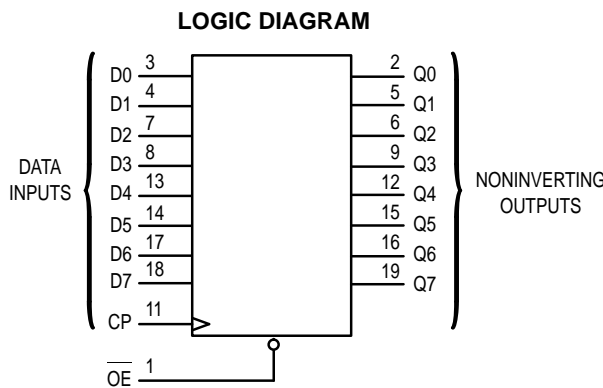 LOGIC DIAGRAM
D0 3 2 Q0
D1 4 5 Q1
D2 7 6 Q2
D3 8 9 Q3
DATA
INPUTS
D4 13 12 Q4
NONINVERTING
OUTPUTS
D5 14 15 Q5
D6 17 16 Q6
D7 18 19 Q7
CP 11
OE 1